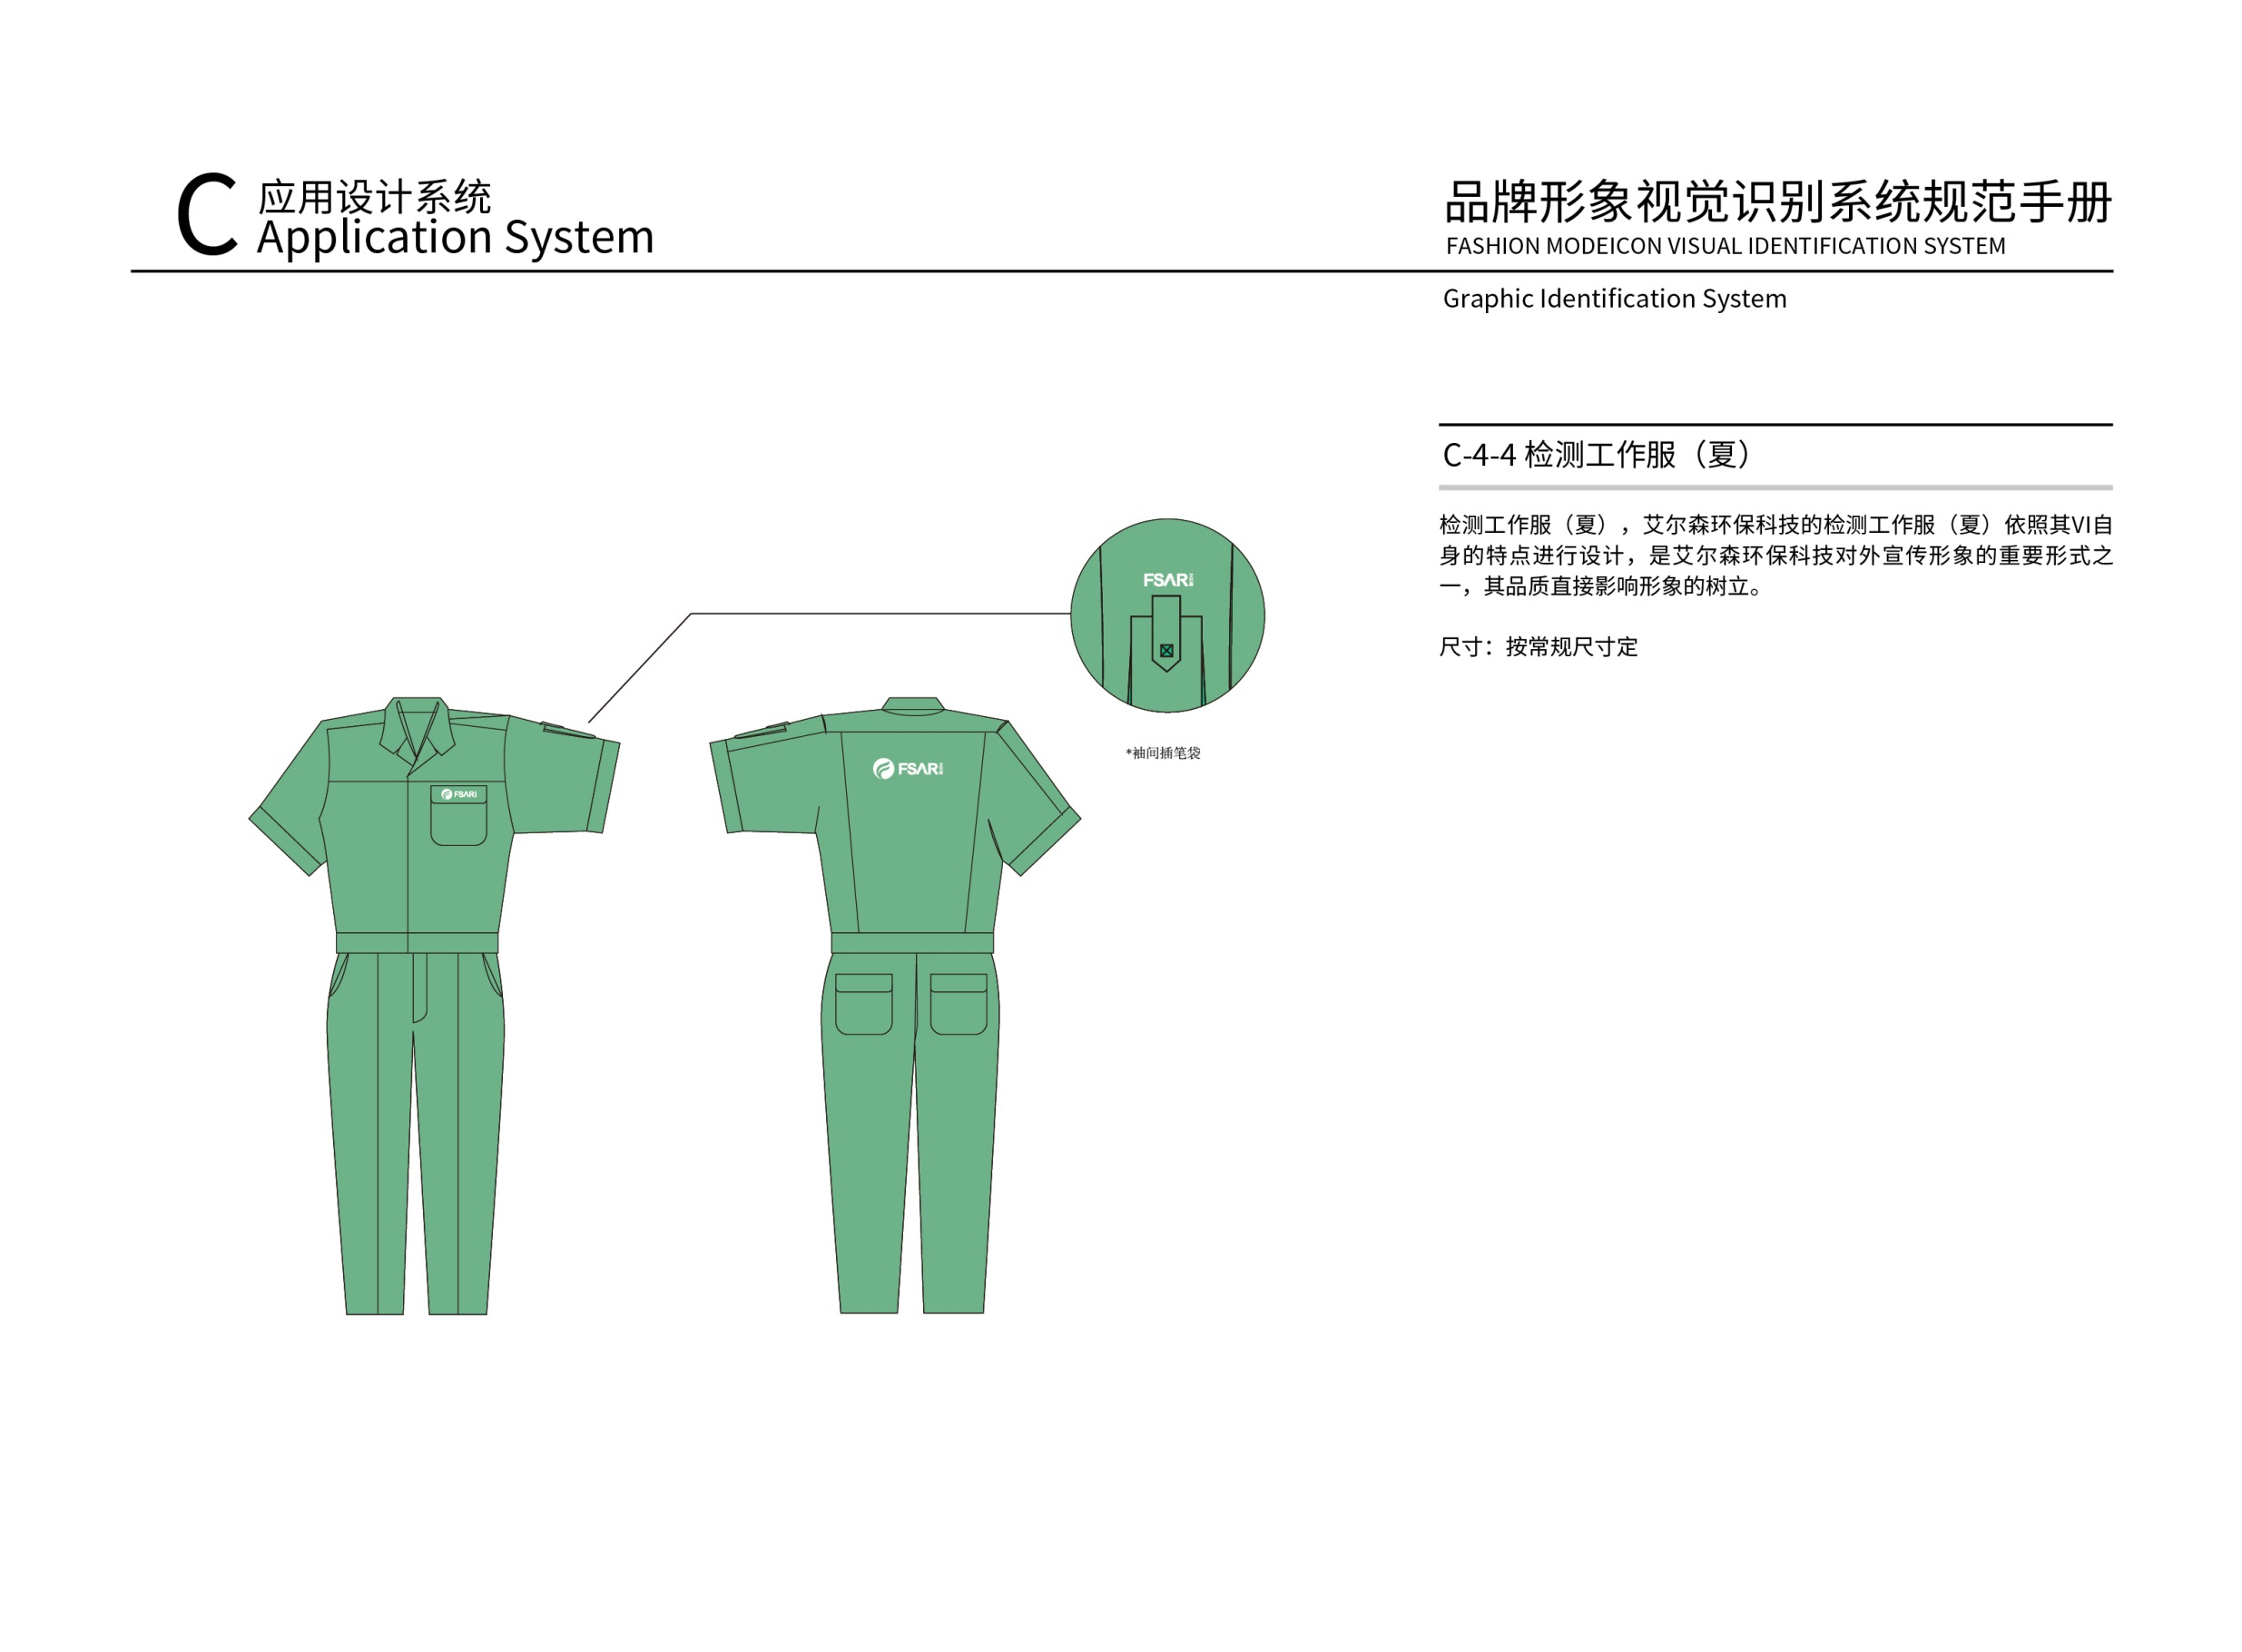 C
应用设计系统
Application System
品牌形象视觉识别系统规范手册
FASHION MODEICON VISUAL IDENTIFICATION SYSTEM
Graphic Identification System
C-4-4 检测工作服（夏）
检测工作服（夏），艾尔森环保科技的检测工作服（夏）依照其VI自
身的特点进行设计，是艾尔森环保科技对外宣传形象的重要形式之
一，其品质直接影响形象的树立。
尺寸：按常规尺寸定
FSAR
*袖间插笔袋
FSAR
FSAR